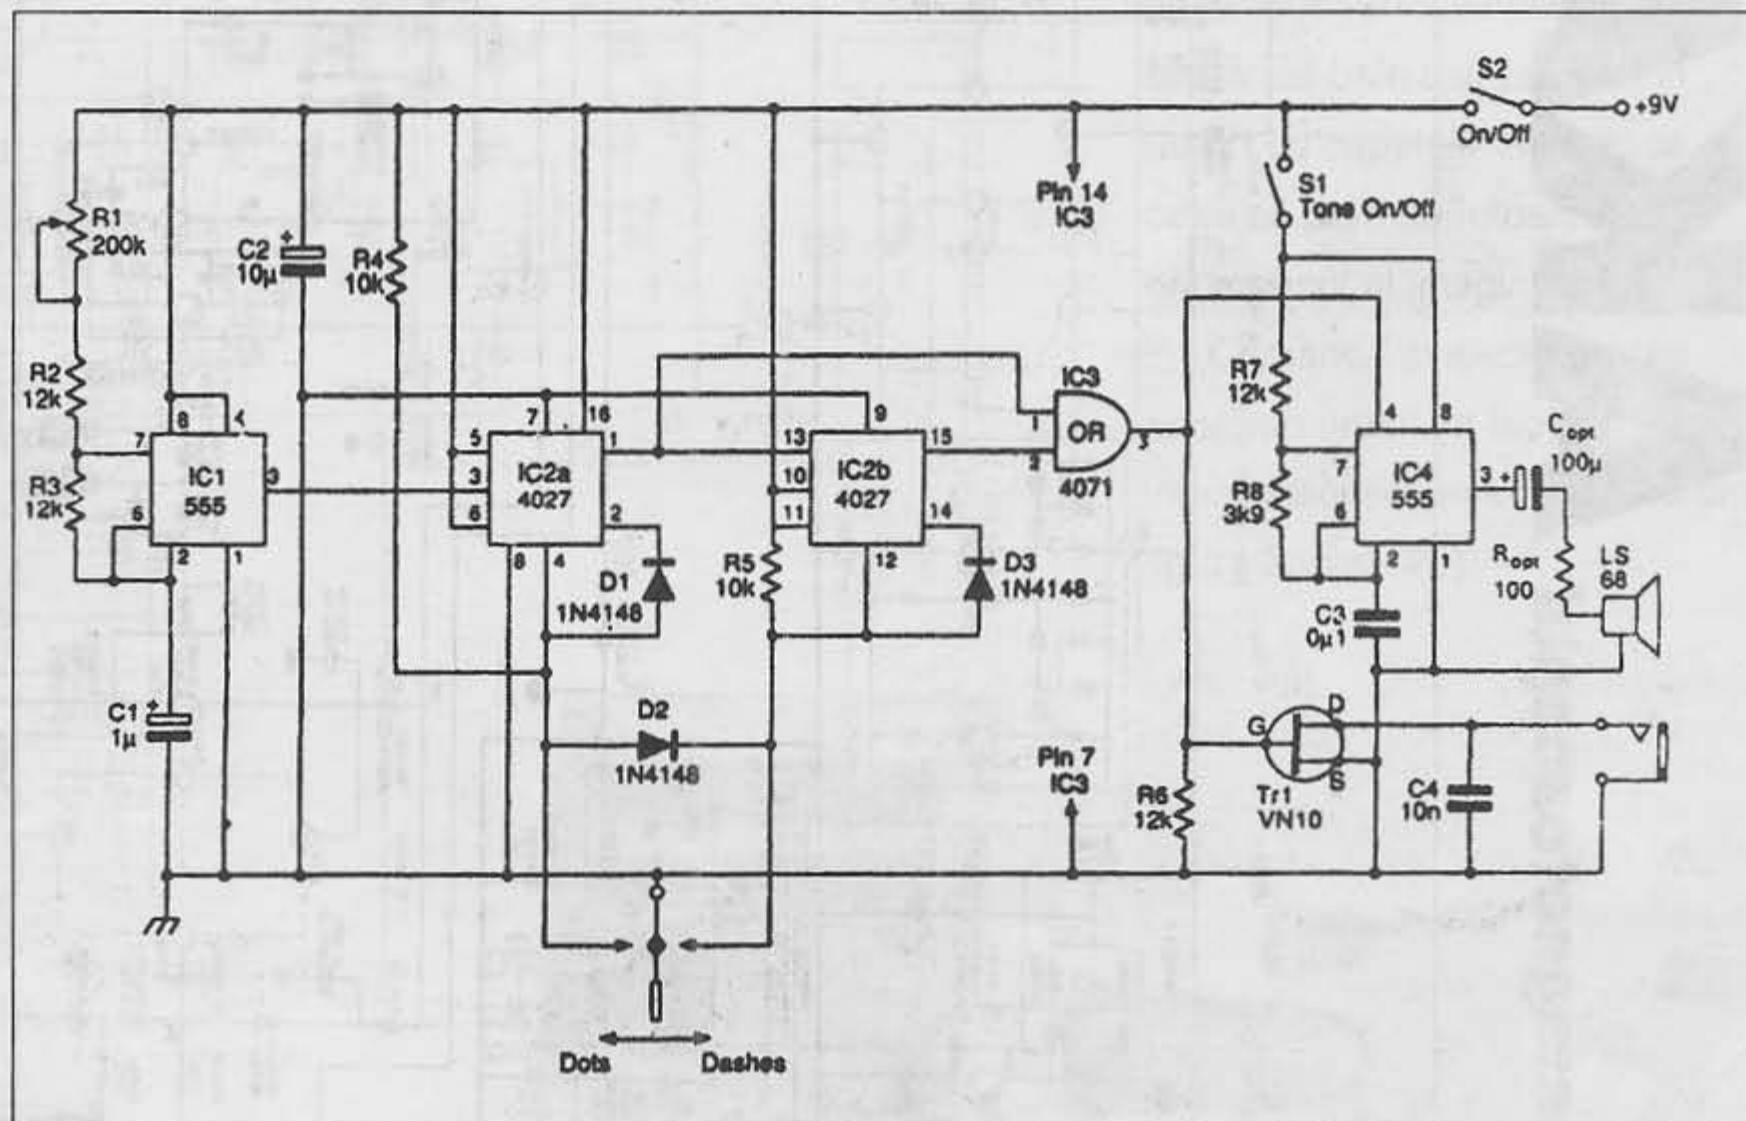 S2
+9V
On/Off
Pin 14
IC3
S1
Tone On/Off
R1
200k
C2
10µ
+
R4
10k
R2
12k
8
4
7
IC1
555
3
R3
12k
6
2
1
C1
1µ
+
7
16
5
1
IC2a
3
4027
6
2
8
4
D1
1N4148
D2
1N4148
9
13
15
IC2b
10
4027
11
14
12
R5
10k
D3
1N4148
IC3
1
OR
2
3
4071
Pin 7
IC3
R6
12k
R7
12k
4
8
7
IC4
555
3
+
R8
3k9
6
2
1
C opt
100µ
R opt
100
LS
68
C3
0µ1
G
D
S
Tr1
VN10
C4
10n
Dots
Dashes